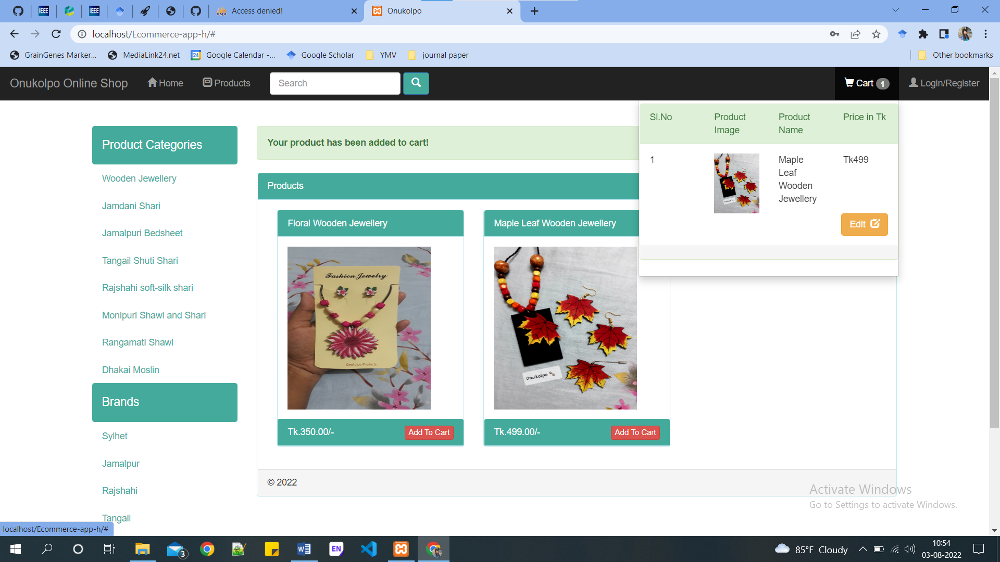 Access denied!
Onukolpo
localhost/Ecommerce-app-h/#
GrainGenes Marker...
MediaLink24.net
Google Calendar -...
Google Scholar
YMV
journal paper
Other bookmarks
Onukolpo Online Shop
Home
Products
Search
Cart 1
Login/Register
Sl.No
Product Image
Product Name
Price in Tk
1
Maple
Leaf
Wooden
Jewellery
Tk499
Edit
Product Categories
Wooden Jewellery
Jamdani Shari
Jamalpuri Bedsheet
Tangail Shuti Shari
Rajshahi soft-silk shari
Monipuri Shawl and Shari
Rangamati Shawl
Dhakai Moslin
Brands
Sylhet
Jamalpur
Rajshahi
Tangail
Your product has been added to cart!
Products
Floral Wooden Jewellery
Fashion Jewelry
Onukolpo Products
Tk.350.00/-
Add To Cart
Maple Leaf Wooden Jewellery
Onukolpo
Tk.499.00/-
Add To Cart
© 2022
Activate Windows
Go to Settings to activate Windows.
localhost/Ecommerce-app-h/#
3
EN
85°F Cloudy
10:54
03-08-2022